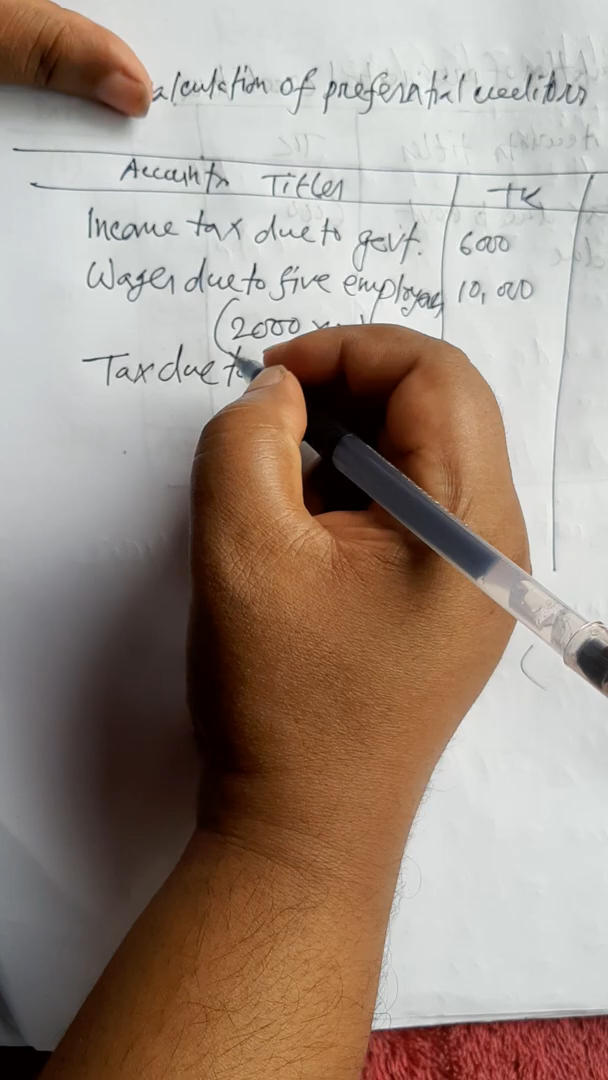 alculation of preferential creditors
Accounts Titles TK
Income tax due to govt. 6000
Wages due to five employees 10,000
(2000 ×
Tax due to